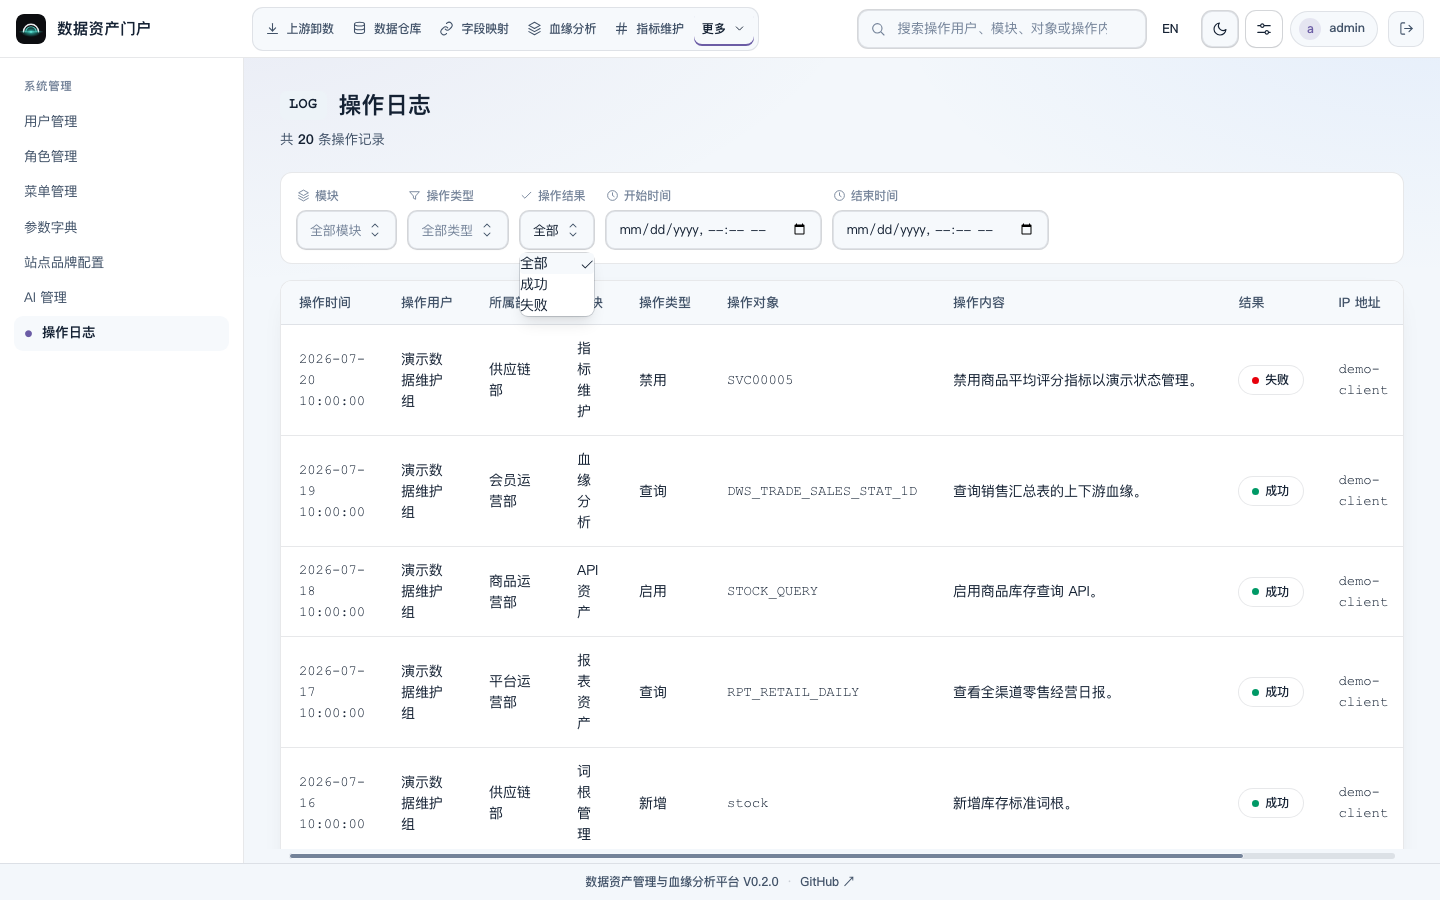 数据资产门户
上游卸数
数据仓库
字段映射
血缘分析
指标维护
更多
搜索操作用户、模块、对象或操作内
EN
a
admin
系统管理
用户管理
角色管理
菜单管理
参数字典
站点品牌配置
AI 管理
操作日志
LOG
操作日志
共 20 条操作记录
模块
操作类型
操作结果
开始时间
结束时间
全部模块
全部类型
全部
mm/dd/yyyy, --:-- --
mm/dd/yyyy, --:-- --
全部
成功
失败
操作时间
操作用户
所属部
块
操作类型
操作对象
操作内容
结果
IP 地址
2026-07-
20
10:00:00
演示数
据维护
组
供应链
部
指
标
维
护
禁用
SVC00005
禁用商品平均评分指标以演示状态管理。
失败
demo-
client
2026-07-
19
10:00:00
演示数
据维护
组
会员运
营部
血
缘
分
析
查询
DWS_TRADE_SALES_STAT_1D
查询销售汇总表的上下游血缘。
成功
demo-
client
2026-07-
18
10:00:00
演示数
据维护
组
商品运
营部
API
资
产
启用
STOCK_QUERY
启用商品库存查询 API。
成功
demo-
client
2026-07-
17
10:00:00
演示数
据维护
组
平台运
营部
报
表
资
产
查询
RPT_RETAIL_DAILY
查看全渠道零售经营日报。
成功
demo-
client
2026-07-
16
10:00:00
演示数
据维护
组
供应链
部
词
根
管
理
新增
stock
新增库存标准词根。
成功
demo-
client
数据资产管理与血缘分析平台 V0.2.0 · GitHub ↗